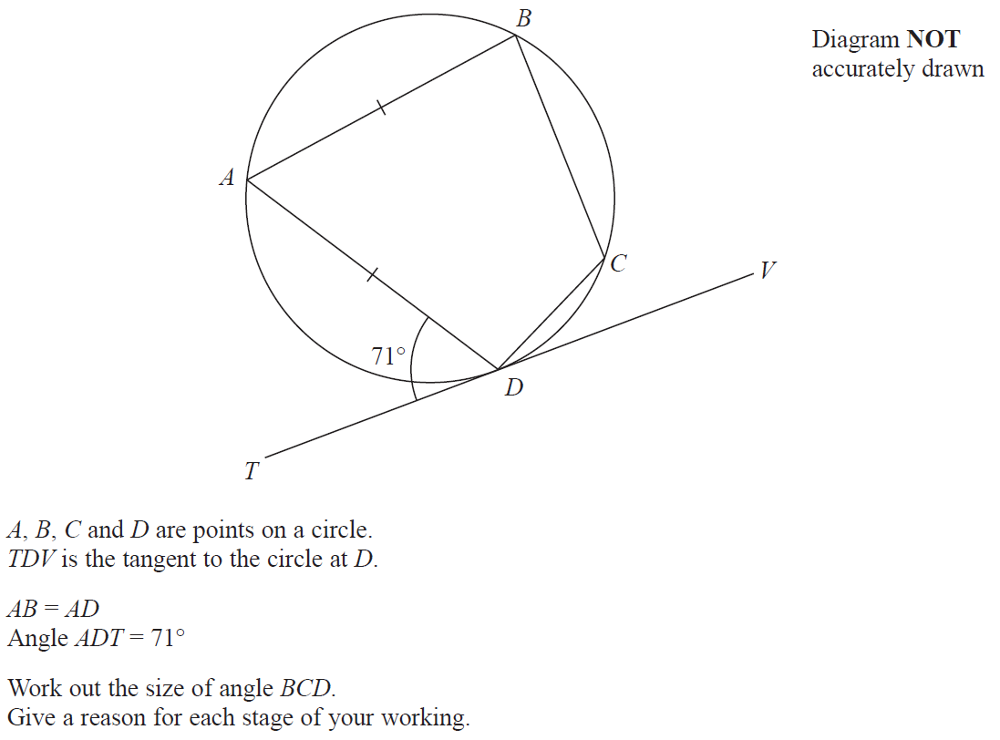 B
Diagram NOT
accurately drawn
A
C
V
71°
D
T
A, B, C and D are points on a circle.
TDV is the tangent to the circle at D.
AB = AD
Angle ADT = 71°
Work out the size of angle BCD.
Give a reason for each stage of your working.